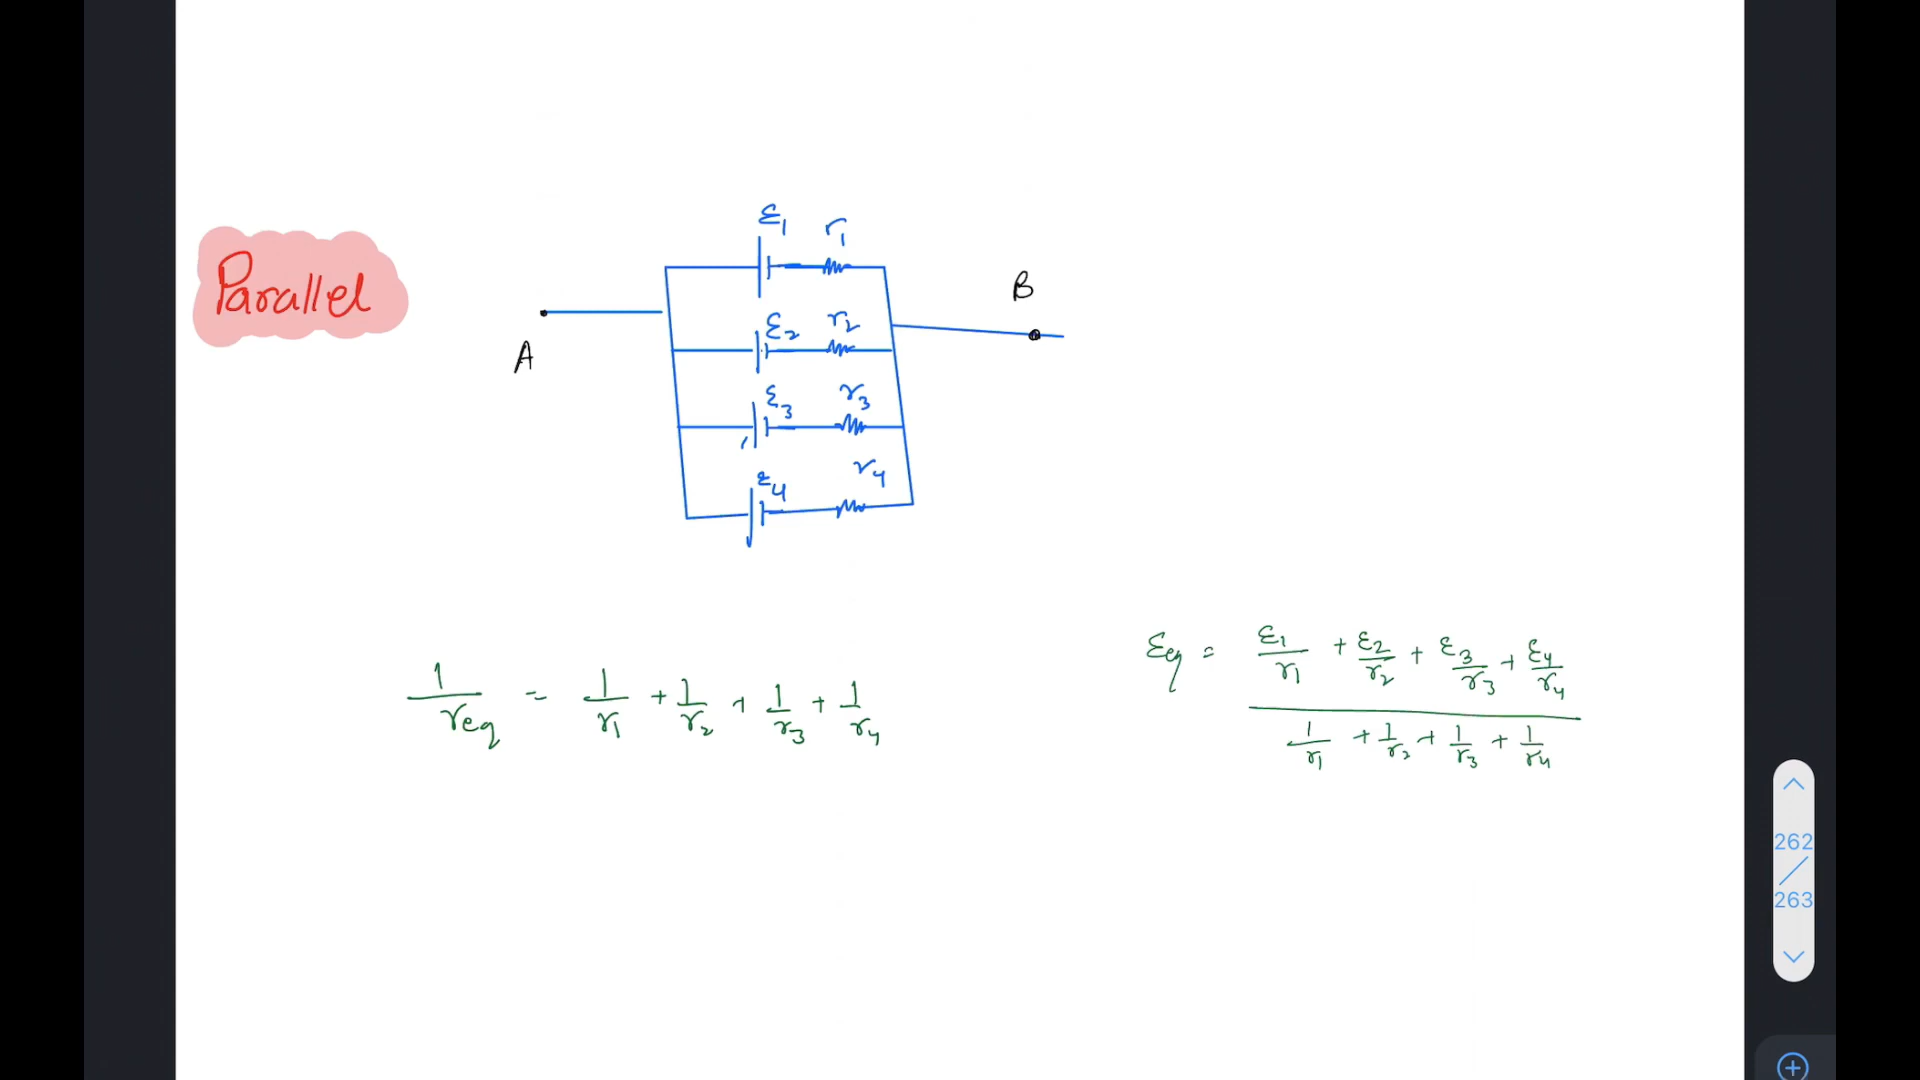 Parallel
A
B
ε1 r1
ε2 r2
ε3 r3
ε4 r4
1/req = 1/r1 + 1/r2 + 1/r3 + 1/r4
εeq = (ε1/r1 + ε2/r2 + ε3/r3 + ε4/r4) / (1/r1 + 1/r2 + 1/r3 + 1/r4)
262
/
263